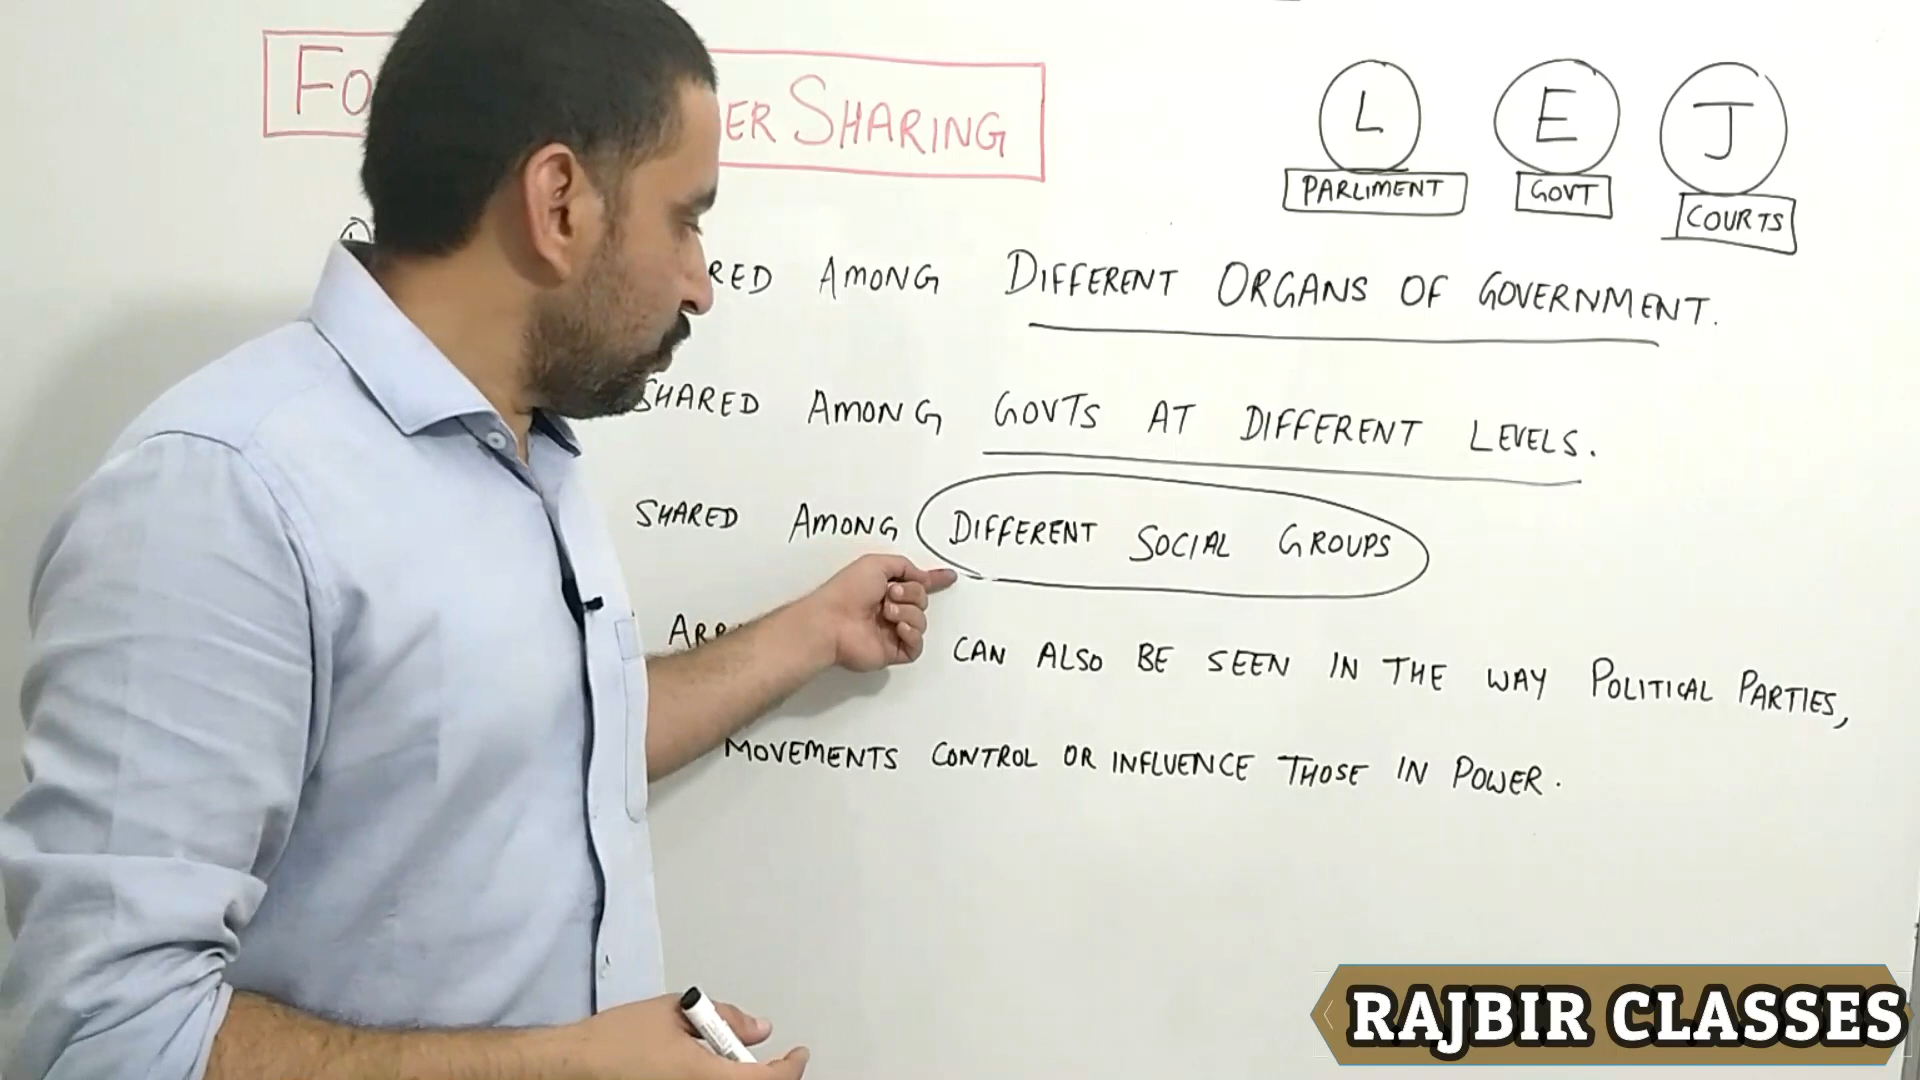 FO ER SHARING
L E J
PARLIMENT GOVT COURTS
① RED AMONG DIFFERENT ORGANS OF GOVERNMENT.
SHARED AMONG GOVTS AT DIFFERENT LEVELS.
SHARED AMONG DIFFERENT SOCIAL GROUPS
CAN ALSO BE SEEN IN THE WAY POLITICAL PARTIES,
MOVEMENTS CONTROL OR INFLUENCE THOSE IN POWER.
RAJBIR CLASSES